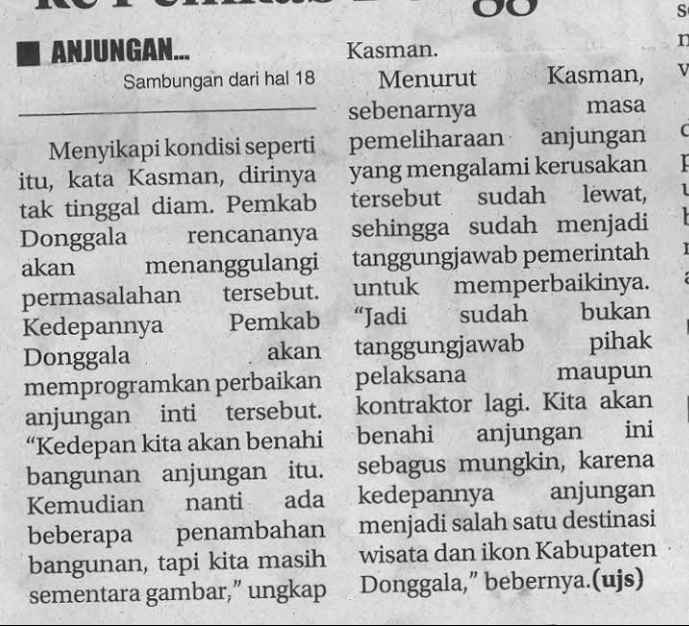 ANJUNGAN...
Sambungan dari hal 18
Menyikapi kondisi seperti
itu, kata Kasman, dirinya
tak tinggal diam. Pemkab
Donggala rencananya
akan menanggulangi
permasalahan tersebut.
Kedepannya Pemkab
Donggala akan
memprogramkan perbaikan
anjungan inti tersebut.
“Kedepan kita akan benahi
bangunan anjungan itu.
Kemudian nanti ada
beberapa penambahan
bangunan, tapi kita masih
sementara gambar,” ungkap
Kasman.
Menurut Kasman,
sebenarnya masa
pemeliharaan anjungan
yang mengalami kerusakan
tersebut sudah lewat,
sehingga sudah menjadi
tanggungjawab pemerintah
untuk memperbaikinya.
“Jadi sudah bukan
tanggungjawab pihak
pelaksana maupun
kontraktor lagi. Kita akan
benahi anjungan ini
sebagus mungkin, karena
kedepannya anjungan
menjadi salah satu destinasi
wisata dan ikon Kabupaten
Donggala,” bebernya.(ujs)